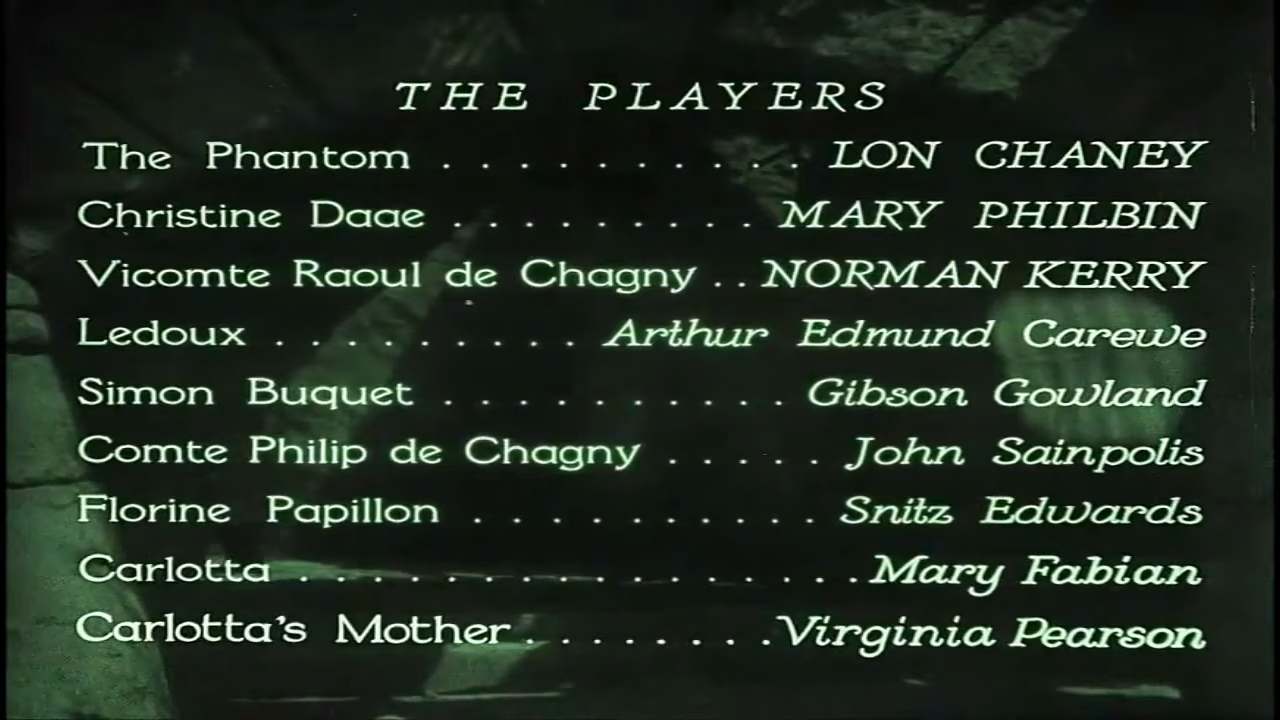 THE PLAYERS
The Phantom . . . . . . . . . . . LON CHANEY
Christine Daae . . . . . . . . . . MARY PHILBIN
Vicomte Raoul de Chagny . . NORMAN KERRY
Ledoux . . . . . . . . . . Arthur Edmund Carewe
Simon Buquet . . . . . . . . . . . Gibson Gowland
Comte Philip de Chagny . . . . . John Sainpolis
Florine Papillon . . . . . . . . . . . Snitz Edwards
Carlotta . . . . . . . . . . . . . . . . . Mary Fabian
Carlotta's Mother . . . . . . . . Virginia Pearson